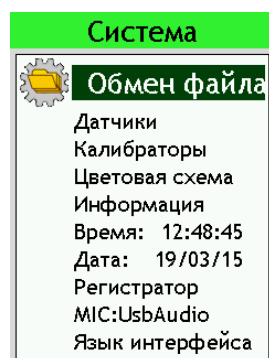 Система
Обмен файла
Датчики
Калибраторы
Цветовая схема
Информация
Время: 12:48:45
Дата: 19/03/15
Регистратор
MIC:UsbAudio
Язык интерфейса